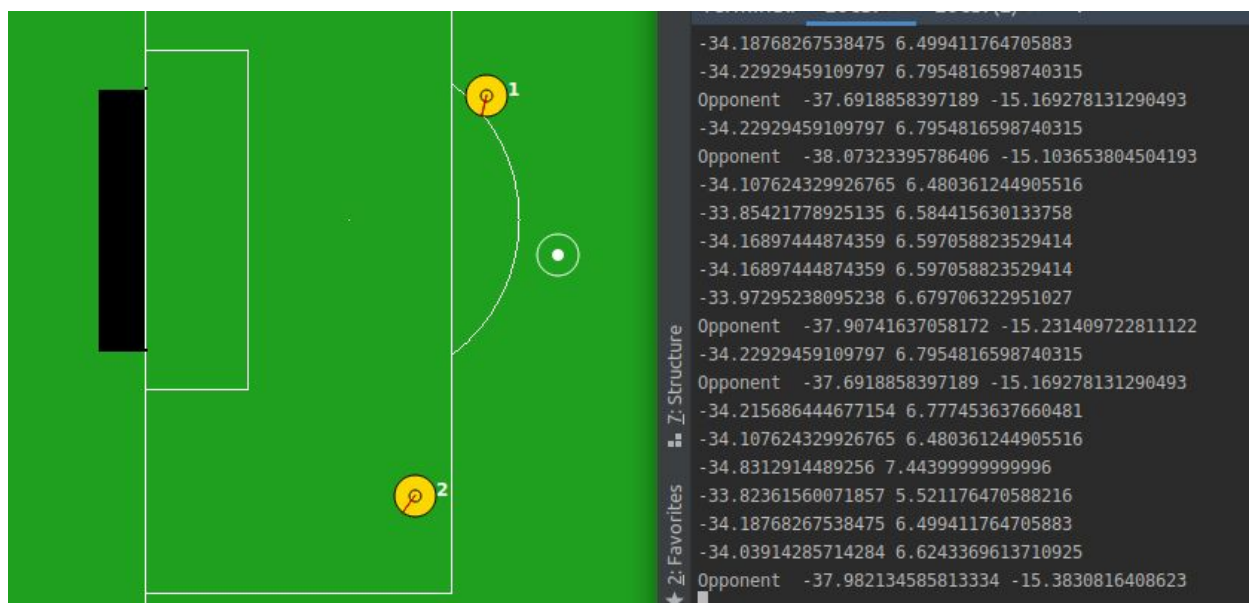 1
2
-34.18768267538475 6.499411764705883
-34.22929459109797 6.7954816598740315
Opponent  -37.6918858397189 -15.169278131290493
-34.22929459109797 6.7954816598740315
Opponent  -38.07323395786406 -15.103653804504193
-34.107624329926765 6.480361244905516
-33.85421778925135 6.584415630133758
-34.16897444874359 6.597058823529414
-34.16897444874359 6.597058823529414
-33.97295238095238 6.679706322951027
Opponent  -37.90741637058172 -15.231409722811122
-34.22929459109797 6.7954816598740315
Opponent  -37.6918858397189 -15.169278131290493
-34.215686444677154 6.777453637660481
-34.107624329926765 6.480361244905516
-34.8312914489256 7.44399999999996
-33.82361560071857 5.521176470588216
-34.18768267538475 6.499411764705883
-34.03914285714284 6.6243369613710925
Opponent  -37.982134585813334 -15.3830816408623
7: Structure
2: Favorites